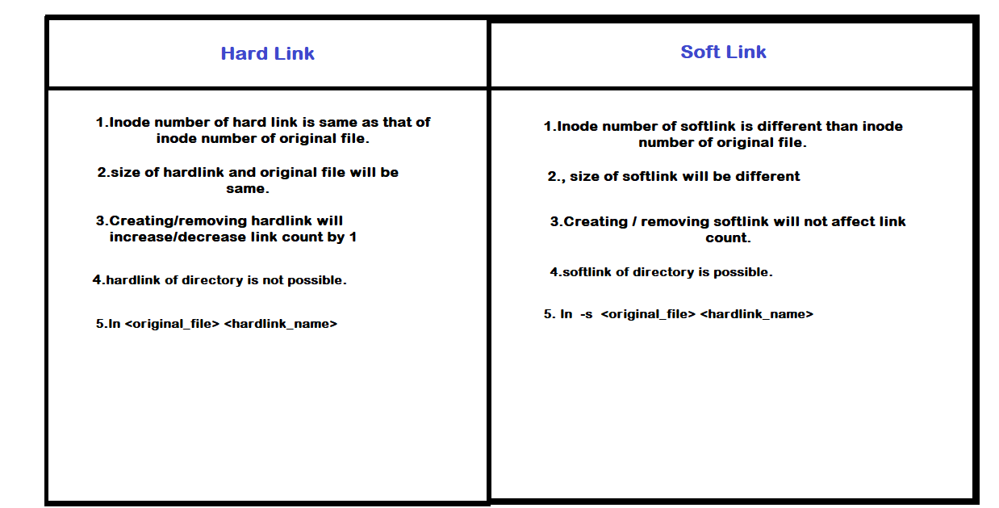 Hard Link
1.Inode number of hard link is same as that of
inode number of original file.
2.size of hardlink and original file will be
same.
3.Creating/removing hardlink will
increase/decrease link count by 1
4.hardlink of directory is not possible.
5.ln <original_file> <hardlink_name>
Soft Link
1.Inode number of softlink is different than inode
number of original file.
2., size of softlink will be different
3.Creating / removing softlink will not affect link
count.
4.softlink of directory is possible.
5. ln -s <original_file> <hardlink_name>